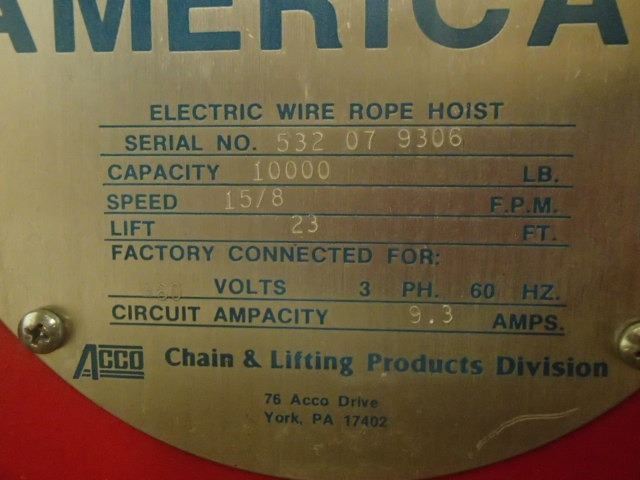 AMERICA
ELECTRIC WIRE ROPE HOIST
SERIAL NO. 532 07 9306
CAPACITY 10000 LB.
SPEED 15/8 F.P.M.
LIFT 23 FT.
FACTORY CONNECTED FOR:
460 VOLTS 3 PH. 60 HZ.
CIRCUIT AMPACITY 9.3 AMPS.
ACCO Chain & Lifting Products Division
76 Acco Drive
York, PA 17402